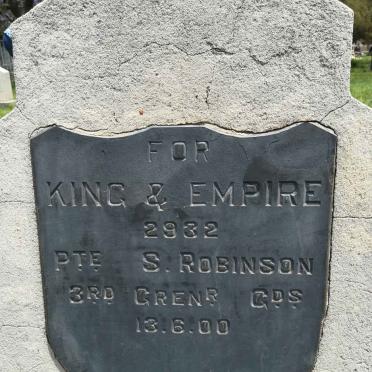 FOR
KING & EMPIRE
2932
PTE S. ROBINSON
3RD GRENR GDS
13.6.00